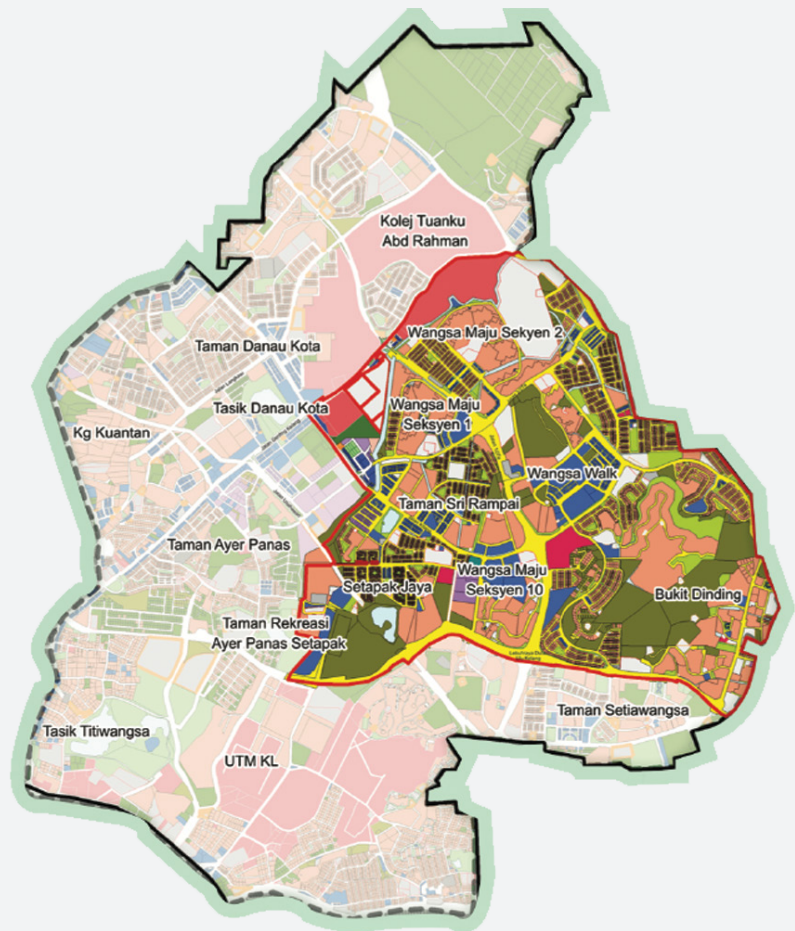 Kolej Tuanku
Abd Rahman
Wangsa Maju Sekyen 2
Taman Danau Kota
Tasik Danau Kota
Wangsa Maju
Seksyen 1
Kg Kuantan
Wangsa Walk
Taman Sri Rampai
Taman Ayer Panas
Wangsa Maju
Seksyen 10
Setapak Jaya
Bukit Dinding
Taman Rekreasi
Ayer Panas Setapak
Taman Setiawangsa
Tasik Titiwangsa
UTM KL